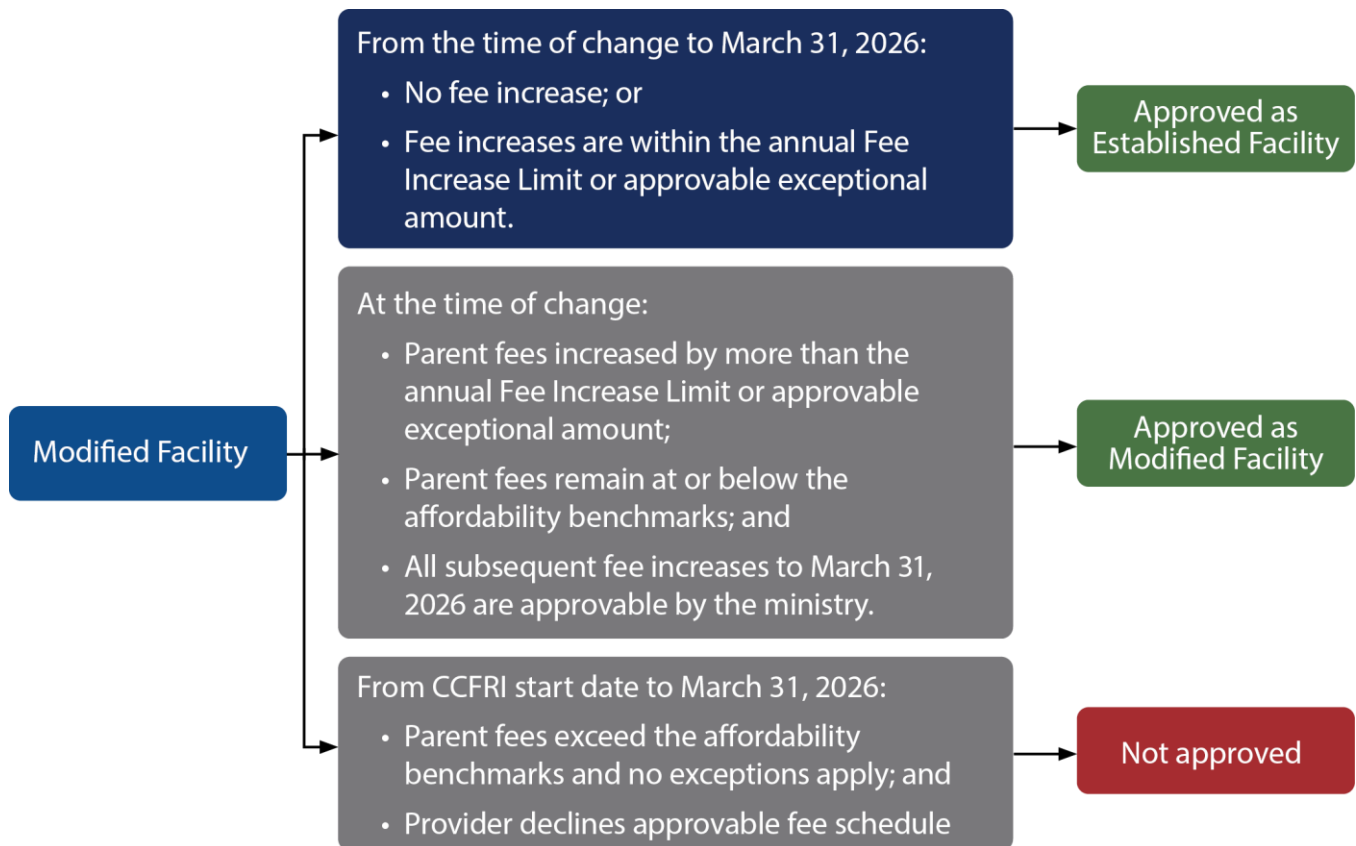 Modified Facility
From the time of change to March 31, 2026:
• No fee increase; or
• Fee increases are within the annual Fee
Increase Limit or approvable exceptional
amount.
Approved as
Established Facility
At the time of change:
• Parent fees increased by more than the
annual Fee Increase Limit or approvable
exceptional amount;
• Parent fees remain at or below the
affordability benchmarks; and
• All subsequent fee increases to March 31,
2026 are approvable by the ministry.
Approved as
Modified Facility
From CCFRI start date to March 31, 2026:
• Parent fees exceed the affordability
benchmarks and no exceptions apply; and
• Provider declines approvable fee schedule
Not approved